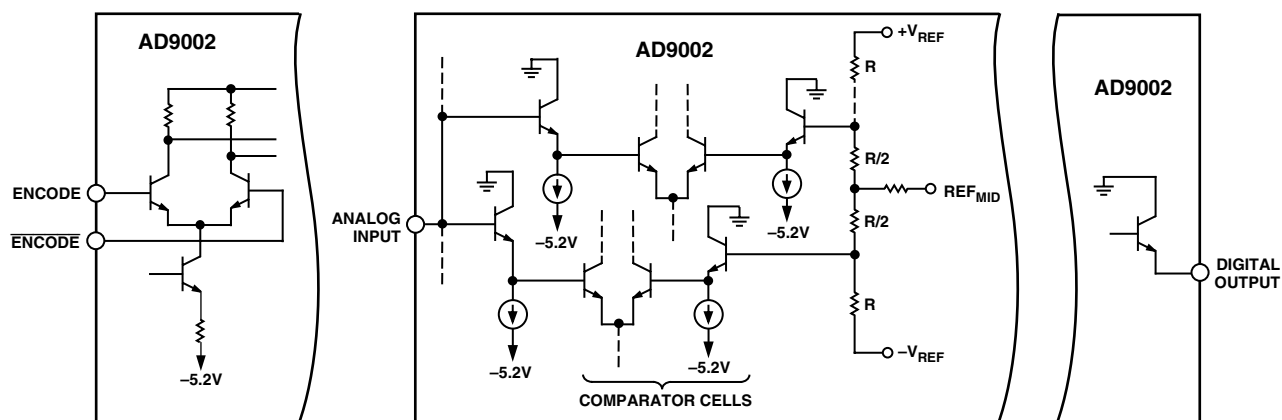 AD9002
ENCODE
ENCODE
–5.2V
AD9002
ANALOG
INPUT
–5.2V
–5.2V
–5.2V
–5.2V
COMPARATOR CELLS
+VREF
R
R/2
REFMID
R/2
R
–VREF
AD9002
DIGITAL
OUTPUT